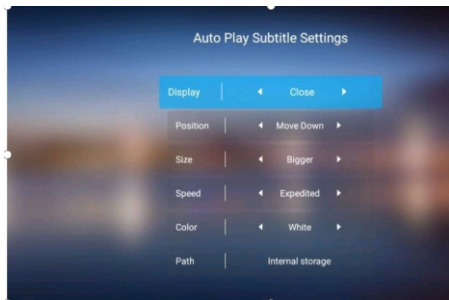 Auto Play Subtitle Settings
Display Close
Position Move Down
Size Bigger
Speed Expedited
Color White
Path Internal storage